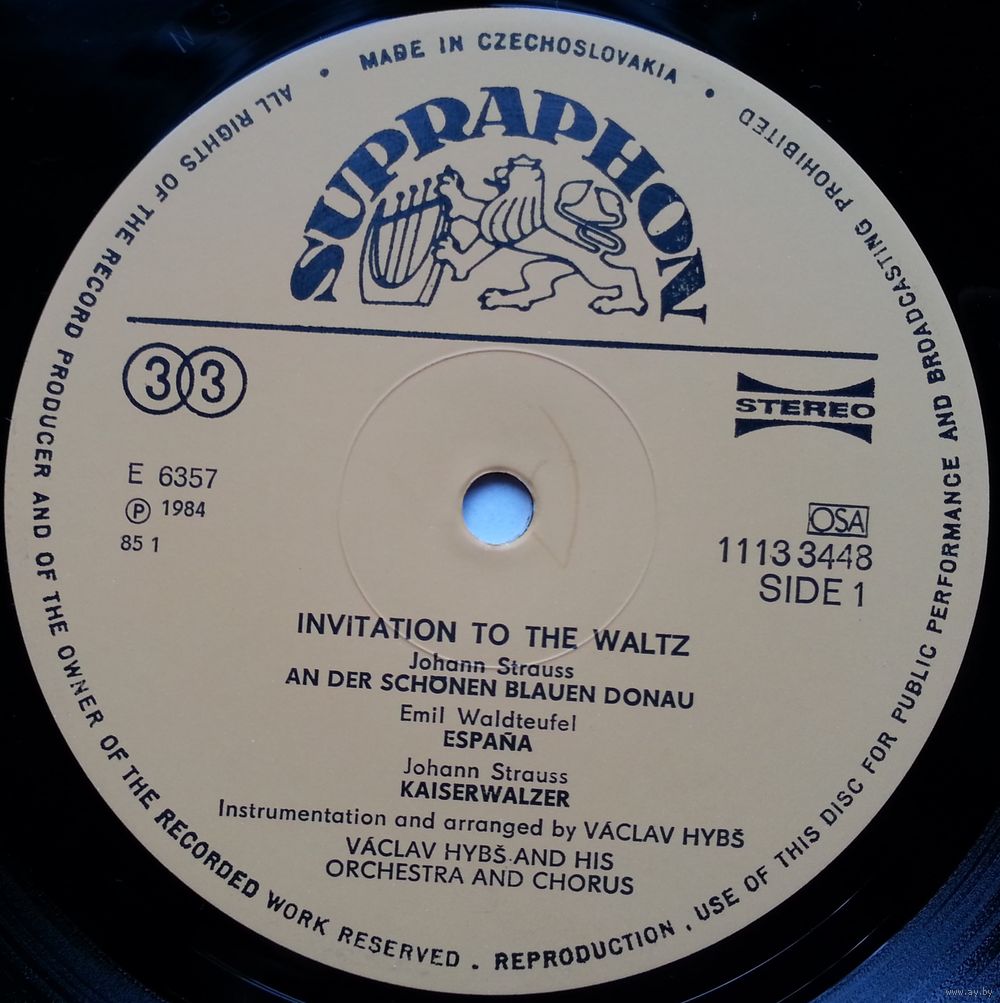 MADE IN CZECHOSLOVAKIA
SUPRAPHON
33
STEREO
E 6357
Ⓟ 1984
85 1
OSA
1113 3448
SIDE 1
INVITATION TO THE WALTZ
Johann Strauss
AN DER SCHÖNEN BLAUEN DONAU
Emil Waldteufel
ESPAÑA
Johann Strauss
KAISERWALZER
Instrumentation and arranged by VÁCLAV HYBŠ
VÁCLAV HYBŠ AND HIS
ORCHESTRA AND CHORUS
ALL RIGHTS OF THE RECORD PRODUCER AND OF THE OWNER OF THE RECORDED WORK RESERVED . REPRODUCTION , USE OF THIS DISC FOR PUBLIC PERFORMANCE AND BROADCASTING PROHIBITED
www.ay.by